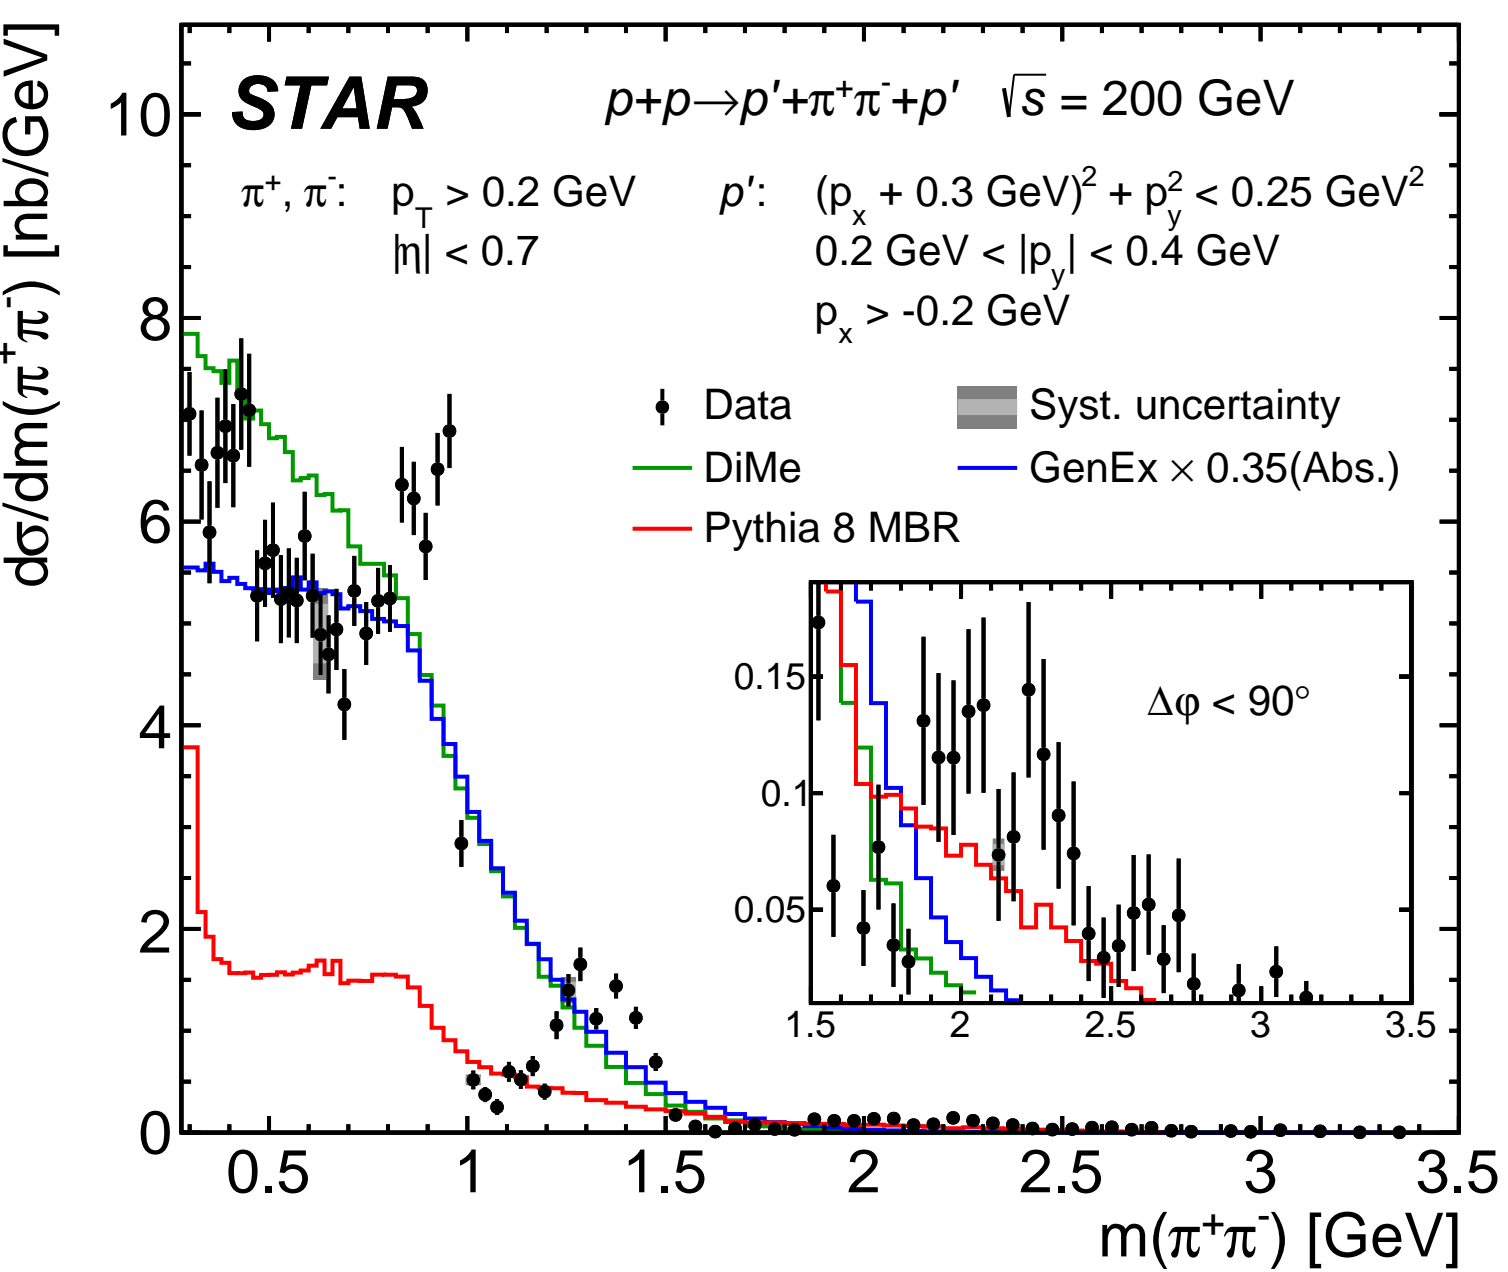 dσ/dm(π⁺π⁻) [nb/GeV]
STAR p+p→p′+π⁺π⁻+p′ √s = 200 GeV
π⁺, π⁻: p_T > 0.2 GeV p′: (p_x + 0.3 GeV)² + p_y² < 0.25 GeV²
|η| < 0.7 0.2 GeV < |p_y| < 0.4 GeV
p_x > -0.2 GeV
Data Syst. uncertainty
DiMe GenEx × 0.35(Abs.)
Pythia 8 MBR
10
8
6
4
2
0
Δφ < 90°
0.15
0.1
0.05
1.5 2 2.5 3 3.5
0.5 1 1.5 2 2.5 3 3.5
m(π⁺π⁻) [GeV]